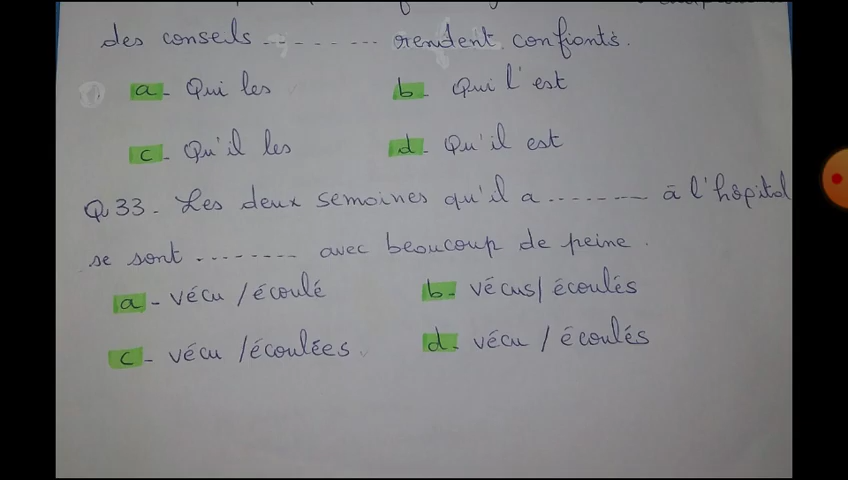 des conseils .......... rendent confiants.
a - Qui les
b - Qui l'est
c - Qu'il les
d - Qu'il est
Q 33 - Les deux semaines qu'il a .......... à l'hôpital
se sont .......... avec beaucoup de peine.
a - vécu / écoulé
b - vécus / écoulés
c - vécu / écoulées
d - vécu / écoulés